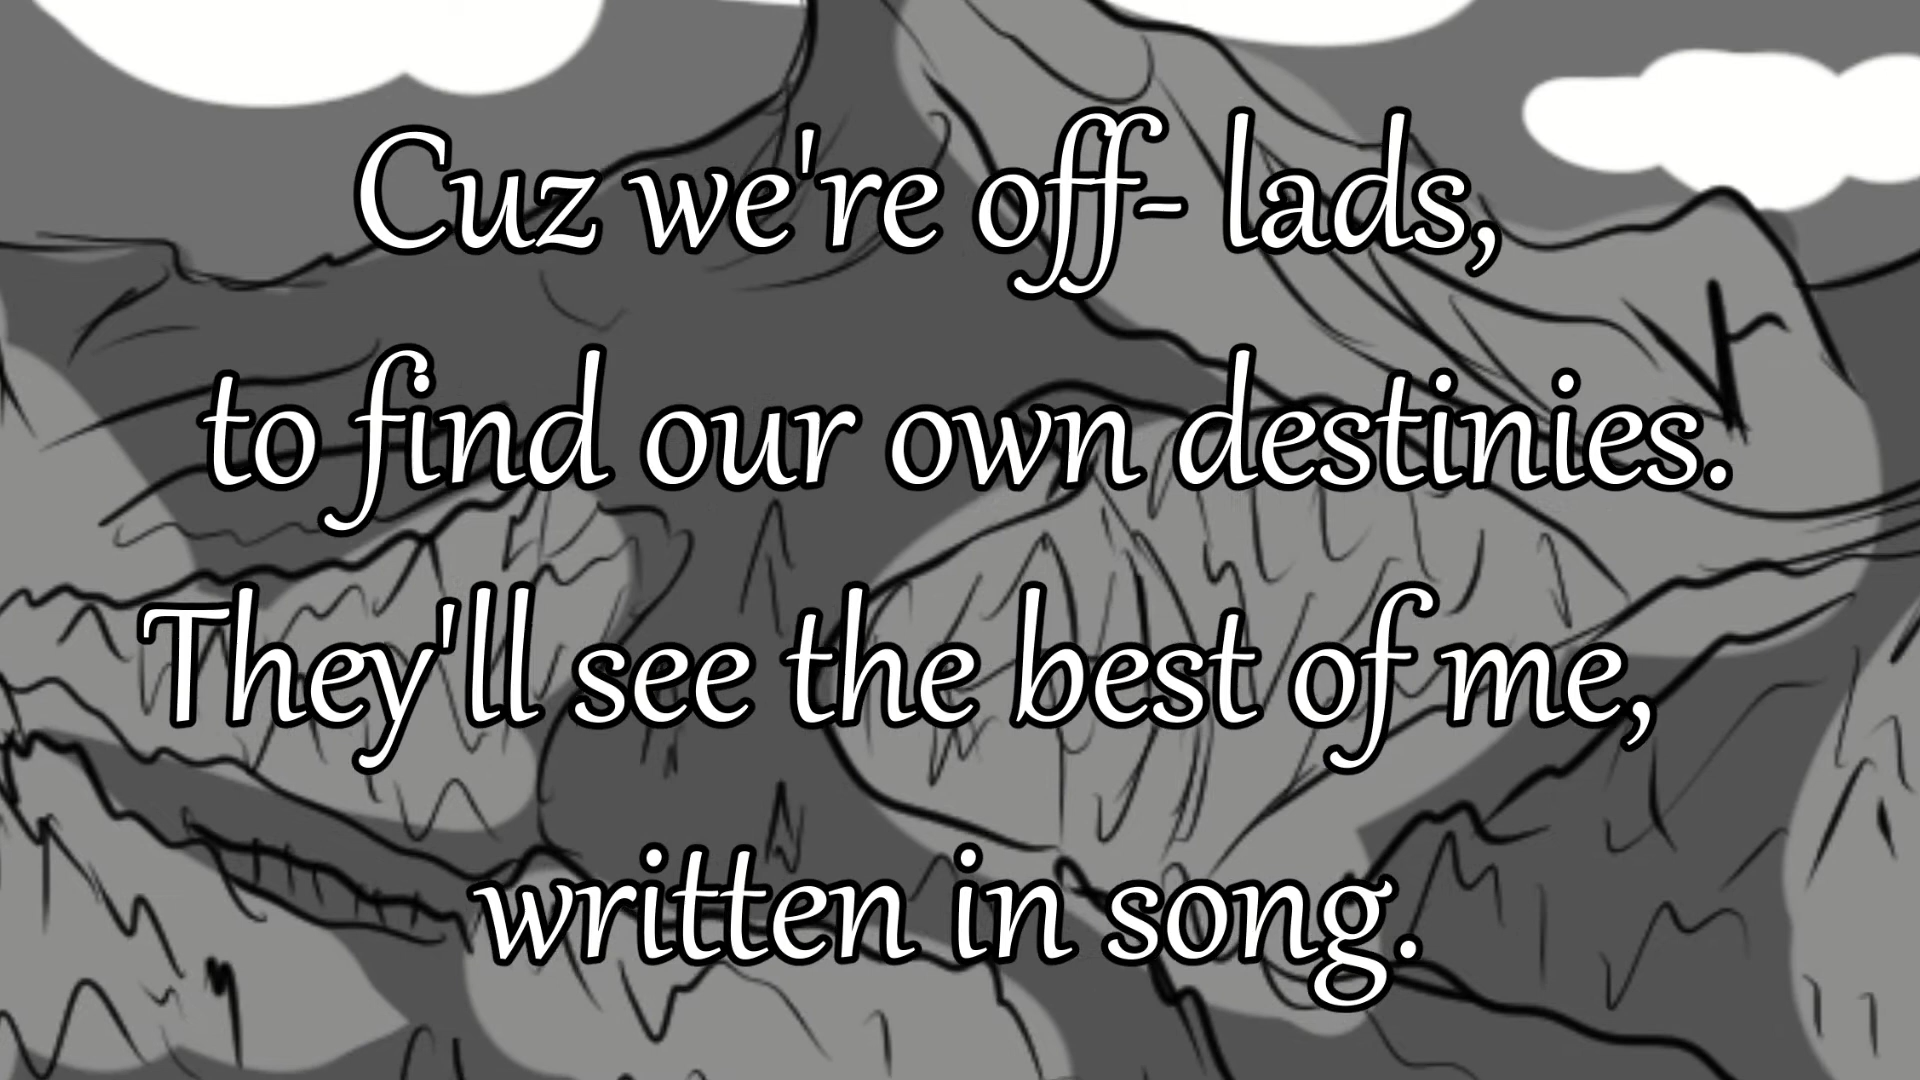 Cuz we're off- lads,
to find our own destinies.
They'll see the best of me,
written in song.